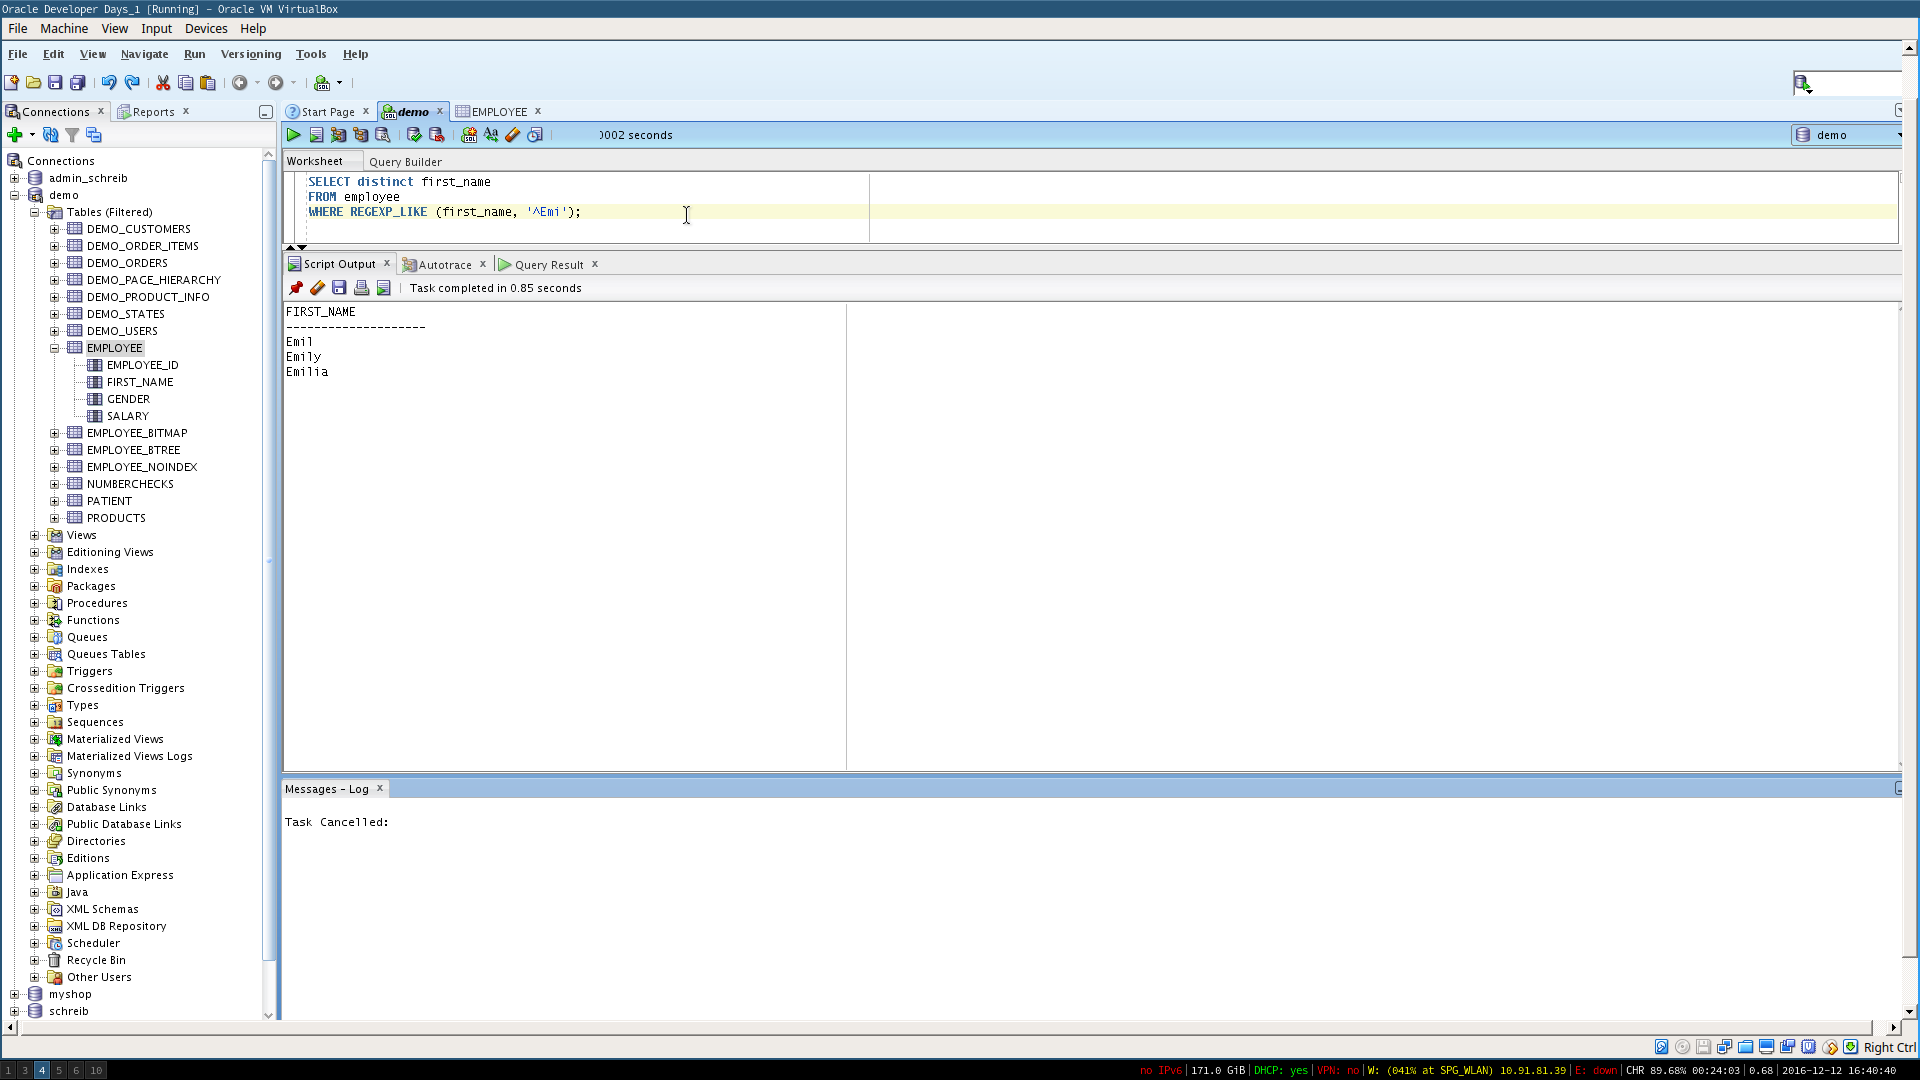 Oracle Developer Days_1 [Running] - Oracle VM VirtualBox
File Machine View Input Devices Help
File Edit View Navigate Run Versioning Tools Help
Connections x Reports x
Start Page x demo x EMPLOYEE x
0002 seconds
demo
Worksheet Query Builder
SELECT distinct first_name
FROM employee
WHERE REGEXP_LIKE (first_name, '^Emi');
Script Output x Autotrace x Query Result x
Task completed in 0.85 seconds
FIRST_NAME
--------------------
Emil
Emily
Emilia
Messages - Log x
Task Cancelled:
Connections
admin_schreib
demo
Tables (Filtered)
DEMO_CUSTOMERS
DEMO_ORDER_ITEMS
DEMO_ORDERS
DEMO_PAGE_HIERARCHY
DEMO_PRODUCT_INFO
DEMO_STATES
DEMO_USERS
EMPLOYEE
EMPLOYEE_ID
FIRST_NAME
GENDER
SALARY
EMPLOYEE_BITMAP
EMPLOYEE_BTREE
EMPLOYEE_NOINDEX
NUMBERCHECKS
PATIENT
PRODUCTS
Views
Editioning Views
Indexes
Packages
Procedures
Functions
Queues
Queues Tables
Triggers
Crossedition Triggers
Types
Sequences
Materialized Views
Materialized Views Logs
Synonyms
Public Synonyms
Database Links
Public Database Links
Directories
Editions
Application Express
Java
XML Schemas
XML DB Repository
Scheduler
Recycle Bin
Other Users
myshop
schreib
Right Ctrl
1 3 4 5 6 10
no IPv6 | 171.0 GiB | DHCP: yes | VPN: no | W: (041% at SPG_WLAN) 10.91.81.39 | E: down | CHR 89.68% 00:24:03 | 0.68 | 2016-12-12 16:40:40